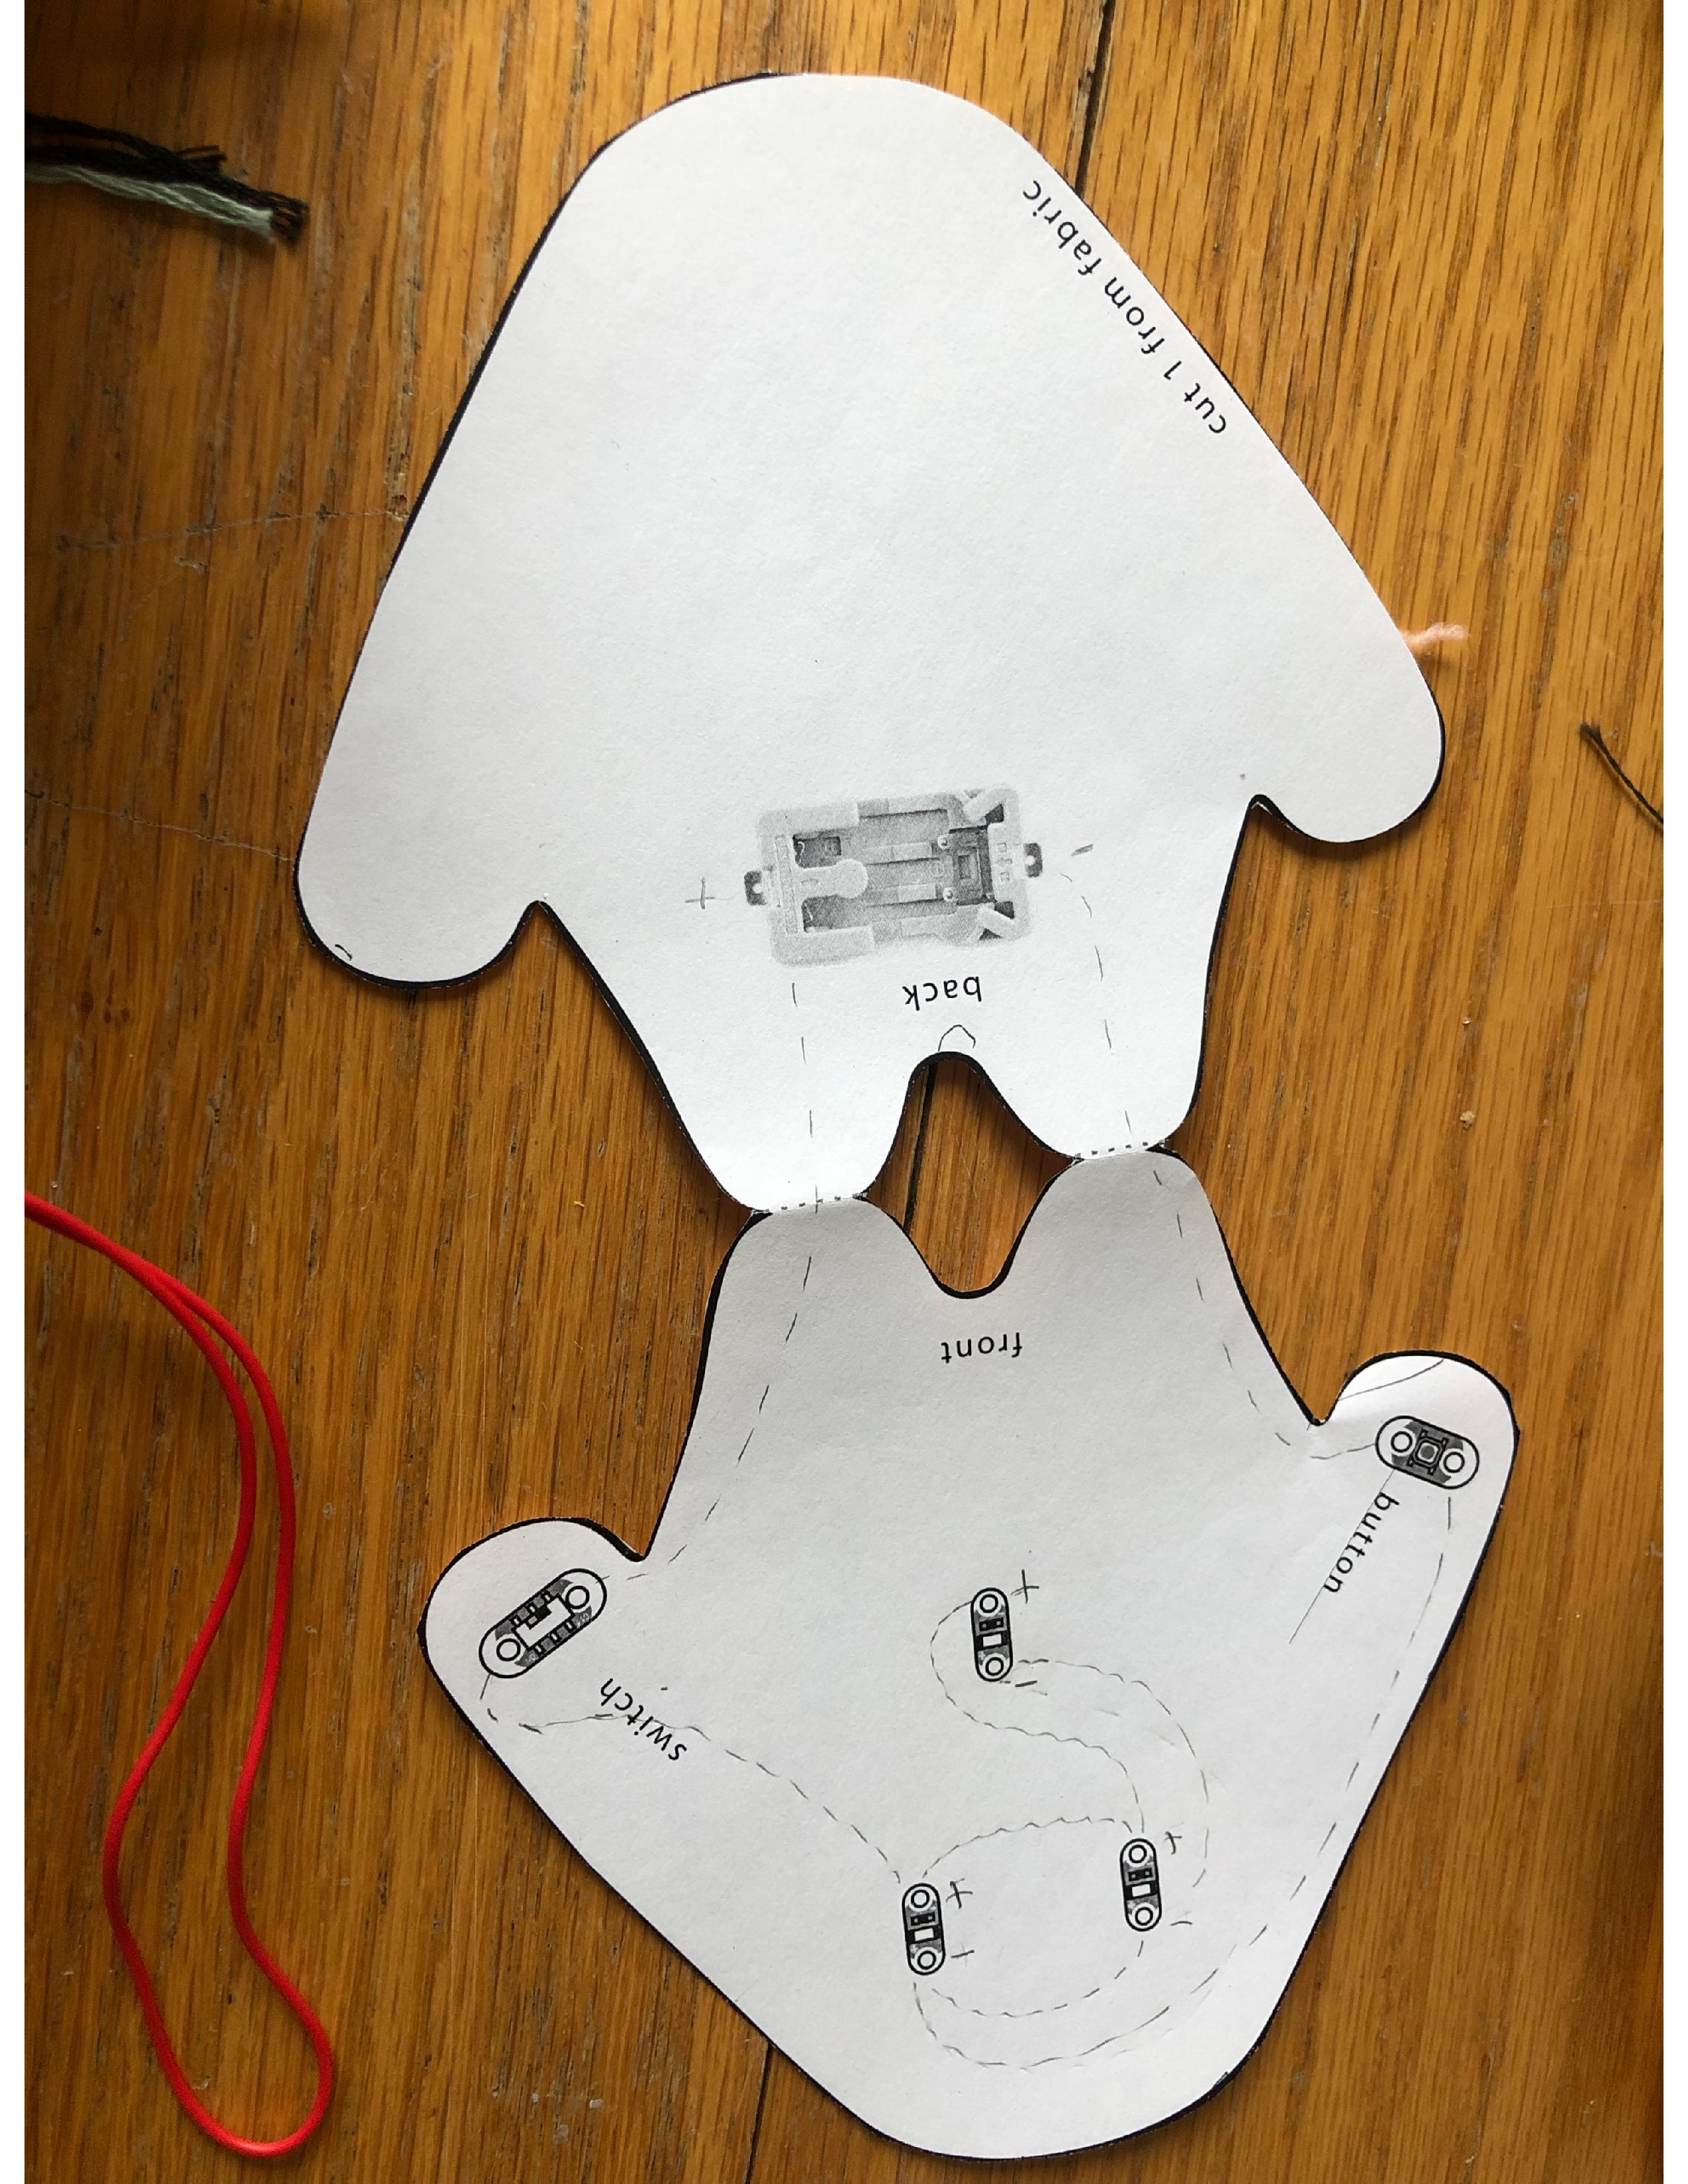 cut 1 from fabric
+
-
back
front
button
switch
+
-
+
-
+
-